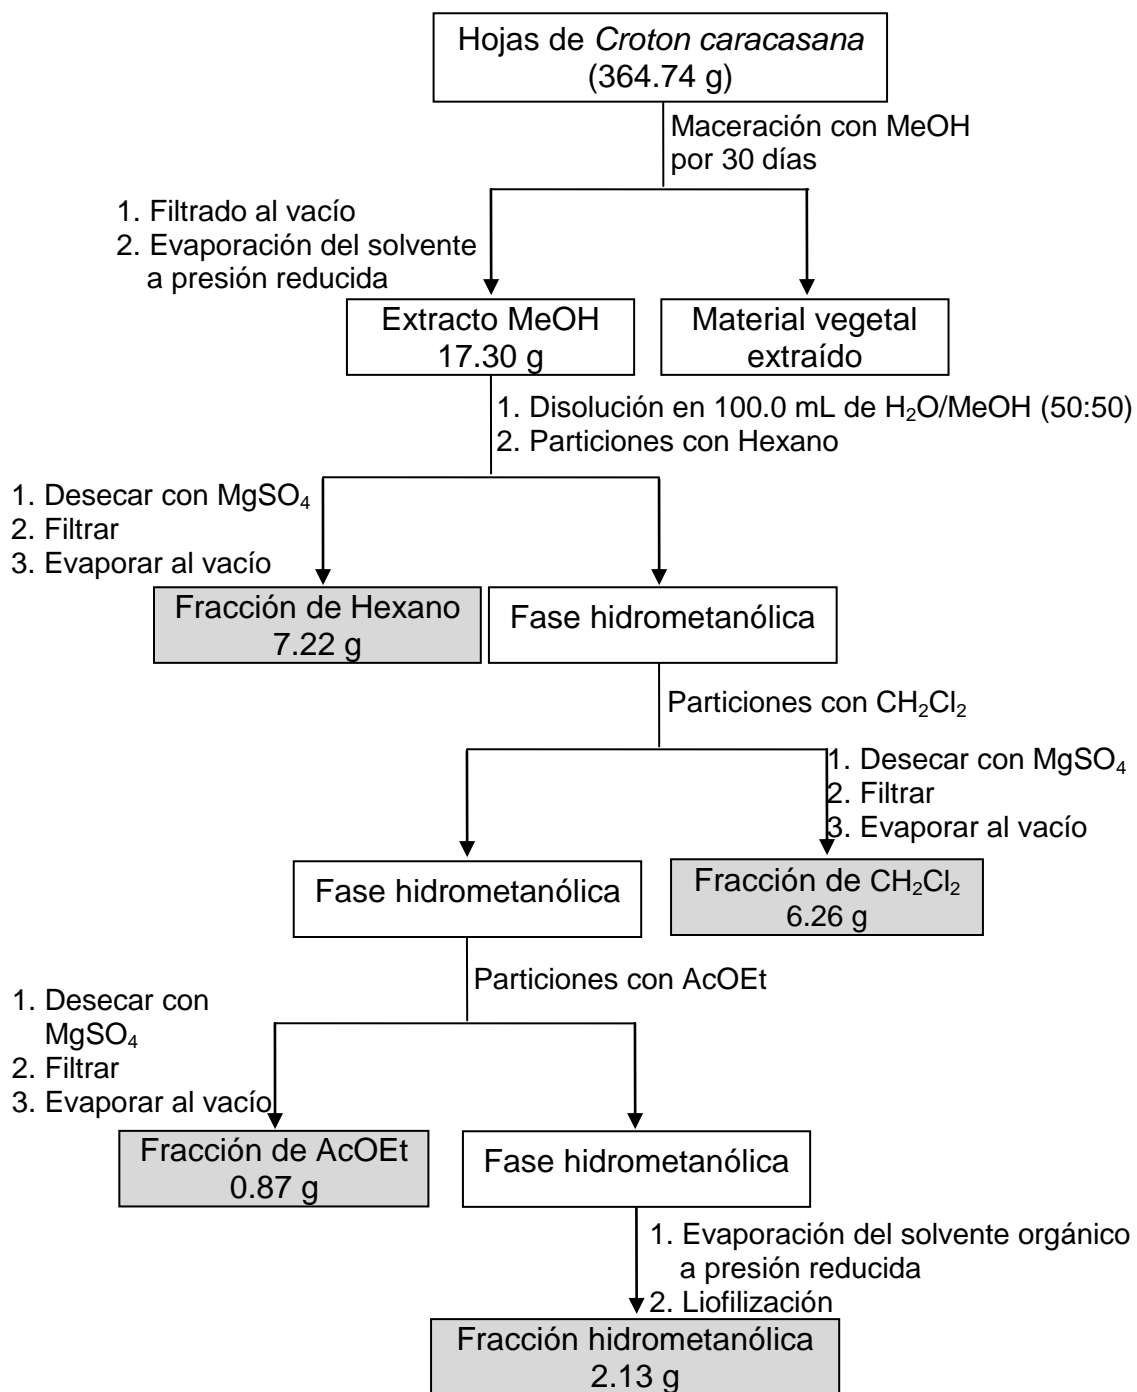 Hojas de Croton caracasana
(364.74 g)
Maceración con MeOH
por 30 días
1. Filtrado al vacío
2. Evaporación del solvente
a presión reducida
Extracto MeOH
17.30 g
Material vegetal
extraído
1. Disolución en 100.0 mL de H₂O/MeOH (50:50)
2. Particiones con Hexano
1. Desecar con MgSO₄
2. Filtrar
3. Evaporar al vacío
Fracción de Hexano
7.22 g
Fase hidrometanólica
Particiones con CH₂Cl₂
1. Desecar con MgSO₄
2. Filtrar
3. Evaporar al vacío
Fase hidrometanólica
Fracción de CH₂Cl₂
6.26 g
Particiones con AcOEt
1. Desecar con
MgSO₄
2. Filtrar
3. Evaporar al vacío
Fracción de AcOEt
0.87 g
Fase hidrometanólica
1. Evaporación del solvente orgánico
a presión reducida
2. Liofilización
Fracción hidrometanólica
2.13 g